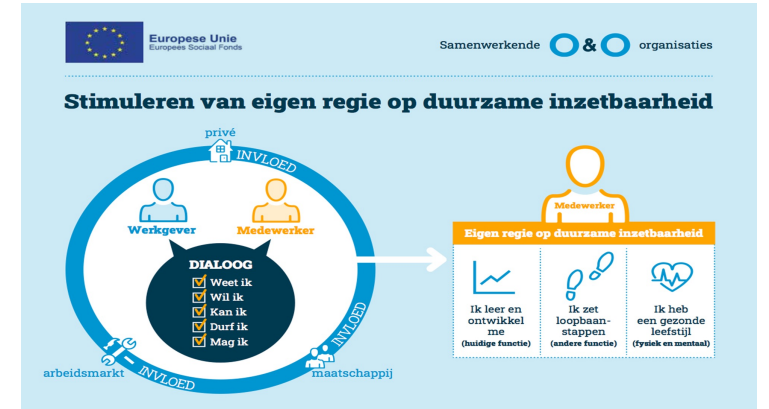 Europese Unie
Europees Sociaal Fonds
Samenwerkende O & O organisaties
Stimuleren van eigen regie op duurzame inzetbaarheid
privé
INVLOED
Werkgever
Medewerker
DIALOOG
Weet ik
Wil ik
Kan ik
Durf ik
Mag ik
INVLOED
maatschappij
arbeidsmarkt
INVLOED
Medewerker
Eigen regie op duurzame inzetbaarheid
Ik leer en
ontwikkel
me
(huidige functie)
Ik zet
loopbaan-
stappen
(andere functie)
Ik heb
een gezonde
leefstijl
(fysiek en mentaal)